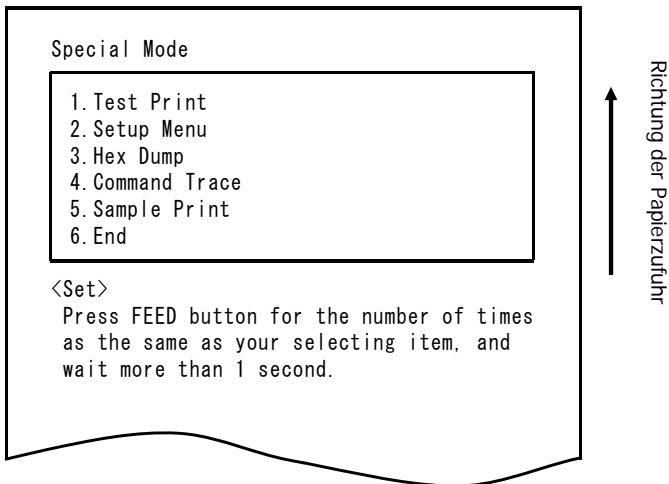 Special Mode
1.Test Print
2.Setup Menu
3.Hex Dump
4.Command Trace
5.Sample Print
6.End
<Set>
Press FEED button for the number of times
as the same as your selecting item, and
wait more than 1 second.
Richtung der Papierzufuhr